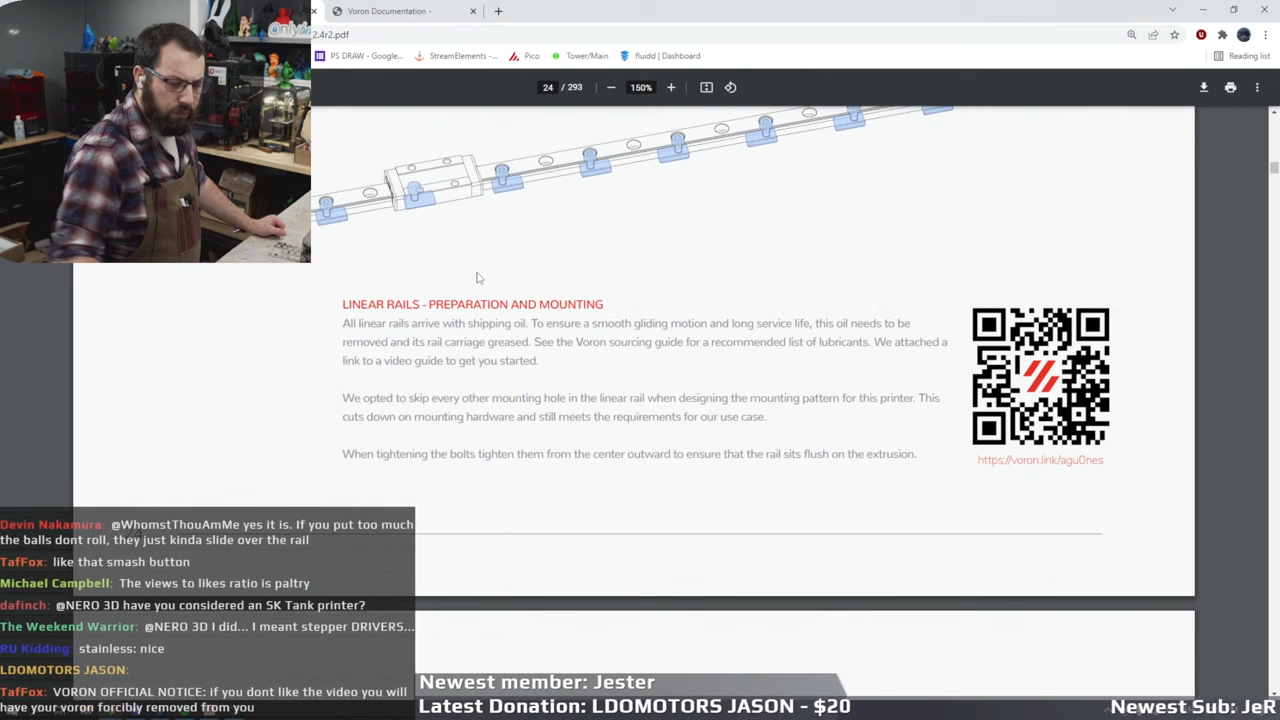 Voron Documentation -
2.4r2.pdf
PS DRAW - Google...
StreamElements -...
Pico
Tower/Main
fluidd | Dashboard
Reading list
24 / 293
150%
LINEAR RAILS - PREPARATION AND MOUNTING
All linear rails arrive with shipping oil. To ensure a smooth gliding motion and long service life, this oil needs to be
removed and its rail carriage greased. See the Voron sourcing guide for a recommended list of lubricants. We attached a
link to a video guide to get you started.
We opted to skip every other mounting hole in the linear rail when designing the mounting pattern for this printer. This
cuts down on mounting hardware and still meets the requirements for our use case.
When tightening the bolts tighten them from the center outward to ensure that the rail sits flush on the extrusion.
https://voron.link/agu0nes
Devin Nakamura: @WhomstThouAmMe yes it is. If you put too much
the balls dont roll, they just kinda slide over the rail
TafFox: like that smash button
Michael Campbell: The views to likes ratio is paltry
dafinch: @NERO 3D have you considered an SK Tank printer?
The Weekend Warrior: @NERO 3D I did... I meant stepper DRIVERS...
RU Kidding: stainless: nice
LDOMOTORS JASON:
TafFox: VORON OFFICIAL NOTICE: if you dont like the video you will
have your voron forcibly removed from you
Newest member: Jester
Latest Donation: LDOMOTORS JASON - $20
Newest Sub: JeR